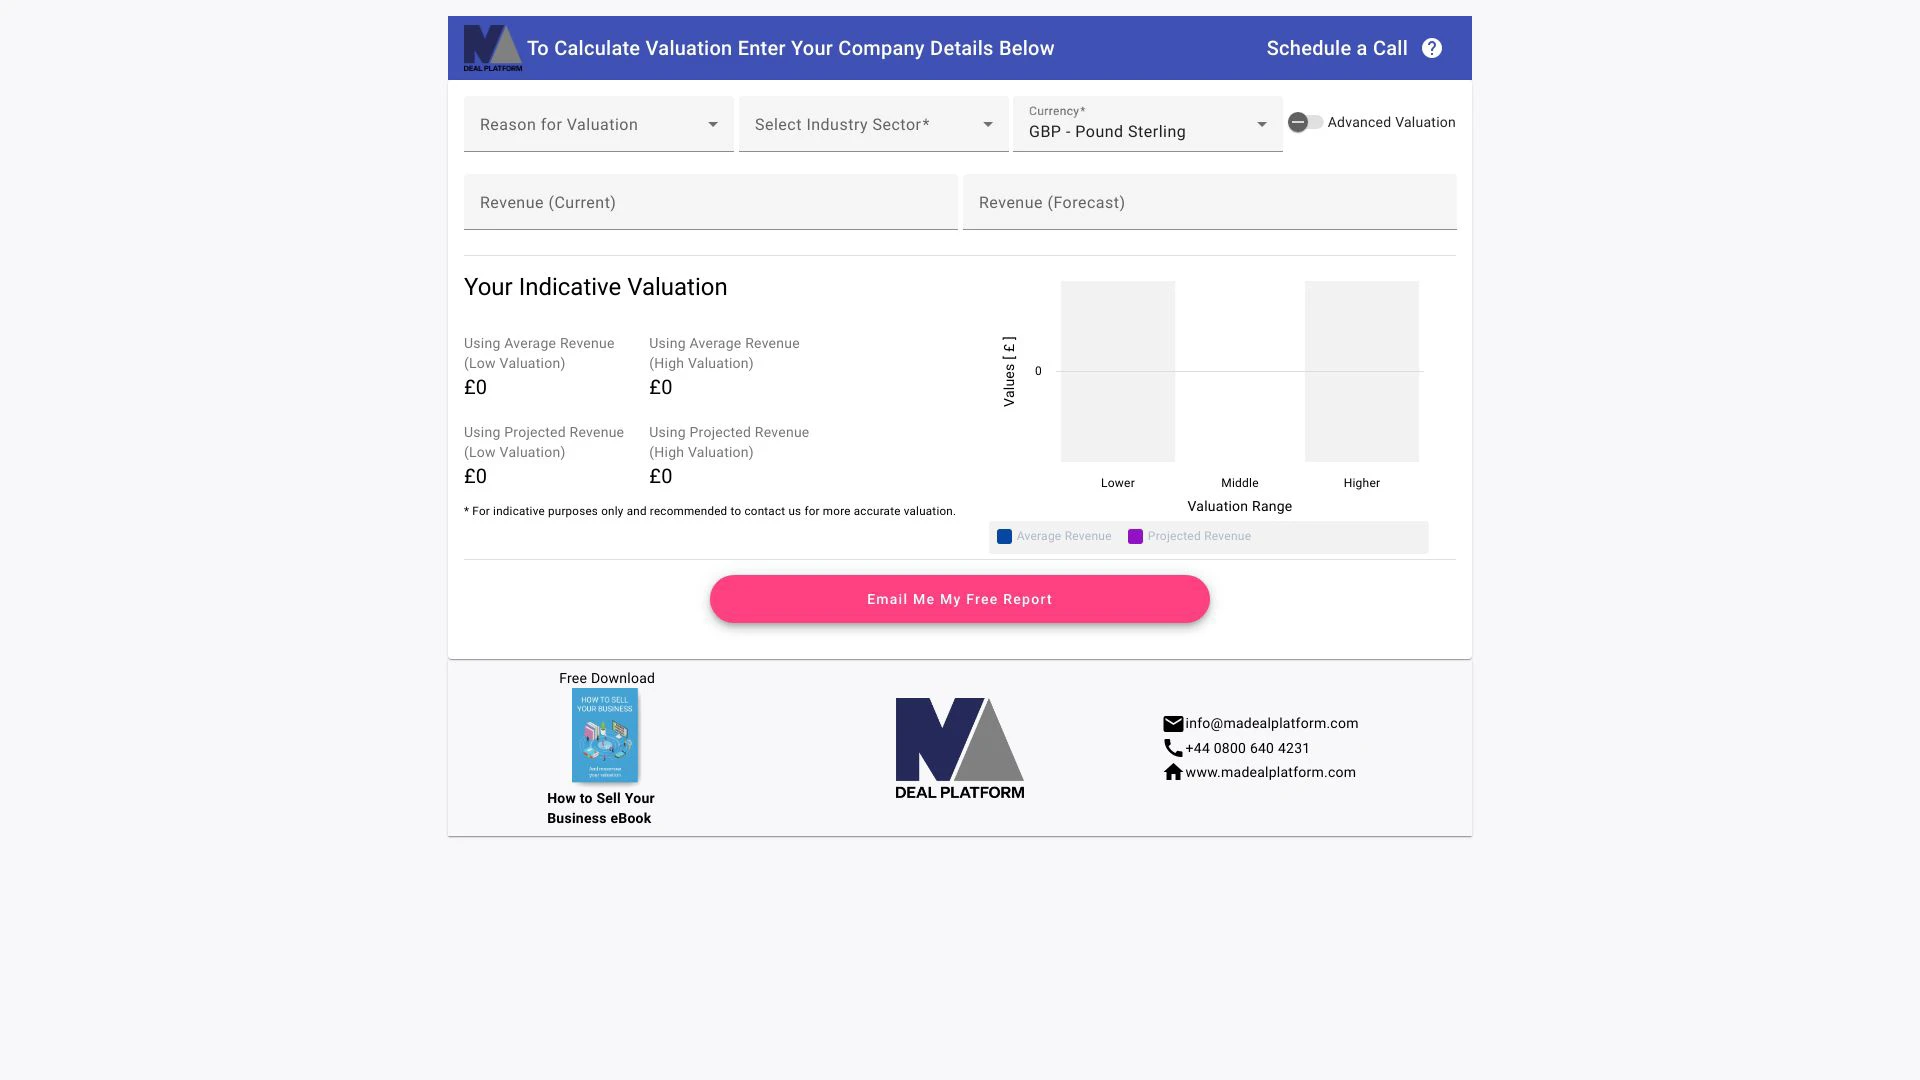 DEAL PLATFORM
To Calculate Valuation Enter Your Company Details Below
Schedule a Call
Reason for Valuation
Select Industry Sector*
Currency*
GBP - Pound Sterling
Advanced Valuation
Revenue (Current)
Revenue (Forecast)
Your Indicative Valuation
Using Average Revenue
(Low Valuation)
£0
Using Average Revenue
(High Valuation)
£0
Using Projected Revenue
(Low Valuation)
£0
Using Projected Revenue
(High Valuation)
£0
* For indicative purposes only and recommended to contact us for more accurate valuation.
Values [ £ ]
0
Lower
Middle
Higher
Valuation Range
Average Revenue
Projected Revenue
Email Me My Free Report
Free Download
HOW TO SELL
YOUR BUSINESS
And maximise
your valuation
How to Sell Your
Business eBook
MA
DEAL PLATFORM
info@madealplatform.com
+44 0800 640 4231
www.madealplatform.com